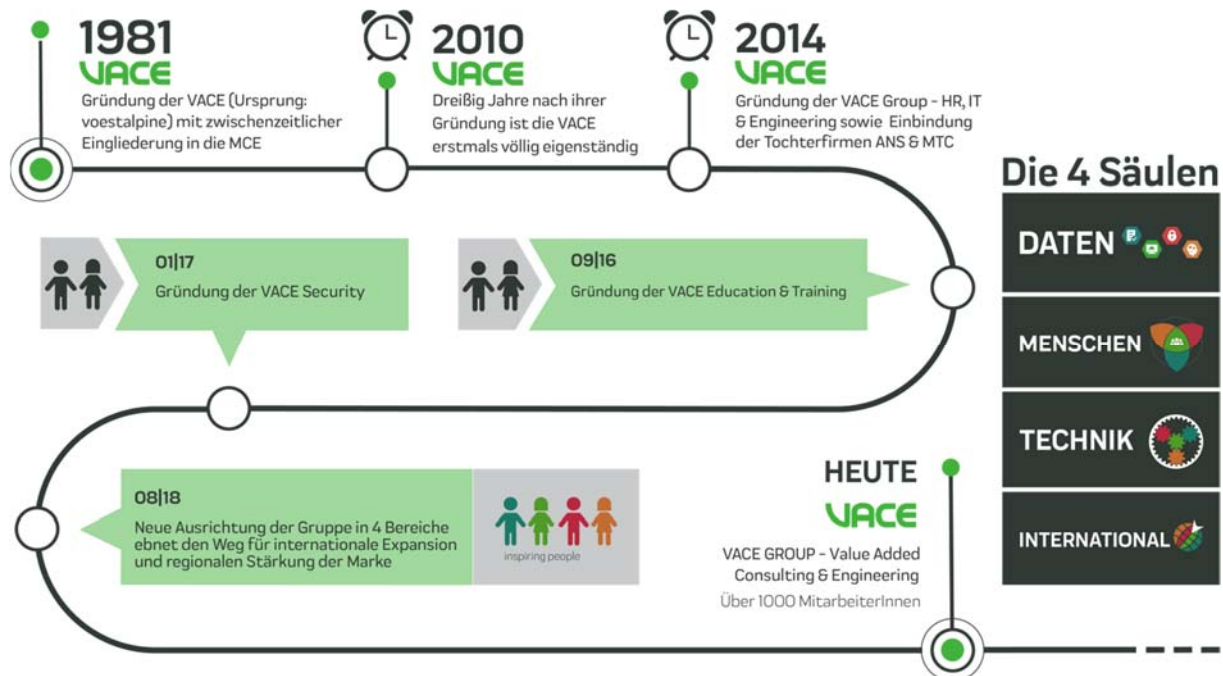 1981
VACE
Gründung der VACE (Ursprung:
voestalpine) mit zwischenzeitlicher
Eingliederung in die MCE
2010
VACE
Dreißig Jahre nach ihrer
Gründung ist die VACE
erstmals völlig eigenständig
2014
VACE
Gründung der VACE Group - HR, IT
& Engineering sowie Einbindung
der Tochterfirmen ANS & MTC
09|16
Gründung der VACE Education & Training
01|17
Gründung der VACE Security
08|18
Neue Ausrichtung der Gruppe in 4 Bereiche
ebnet den Weg für internationale Expansion
und regionalen Stärkung der Marke
inspiring people
HEUTE
VACE
VACE GROUP - Value Added
Consulting & Engineering
Über 1000 MitarbeiterInnen
Die 4 Säulen
DATEN
MENSCHEN
TECHNIK
INTERNATIONAL